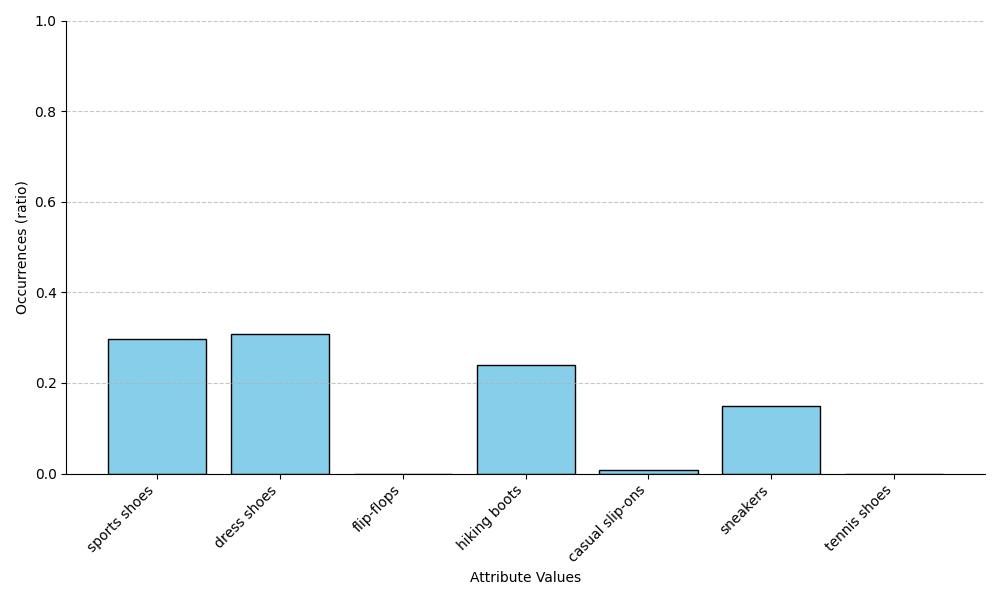 1.0
0.8
0.6
0.4
0.2
0.0
Occurrences (ratio)
sports shoes
dress shoes
flip-flops
hiking boots
casual slip-ons
sneakers
tennis shoes
Attribute Values